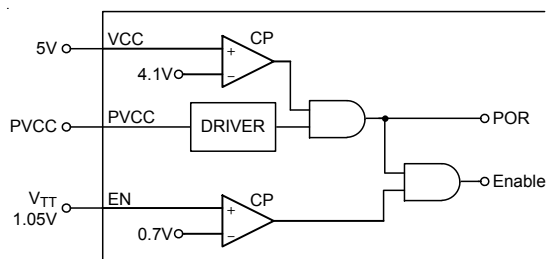 VCC
CP
5V
4.1V
PVCC
PVCC
DRIVER
POR
Enable
VTT
EN
CP
1.05V
0.7V